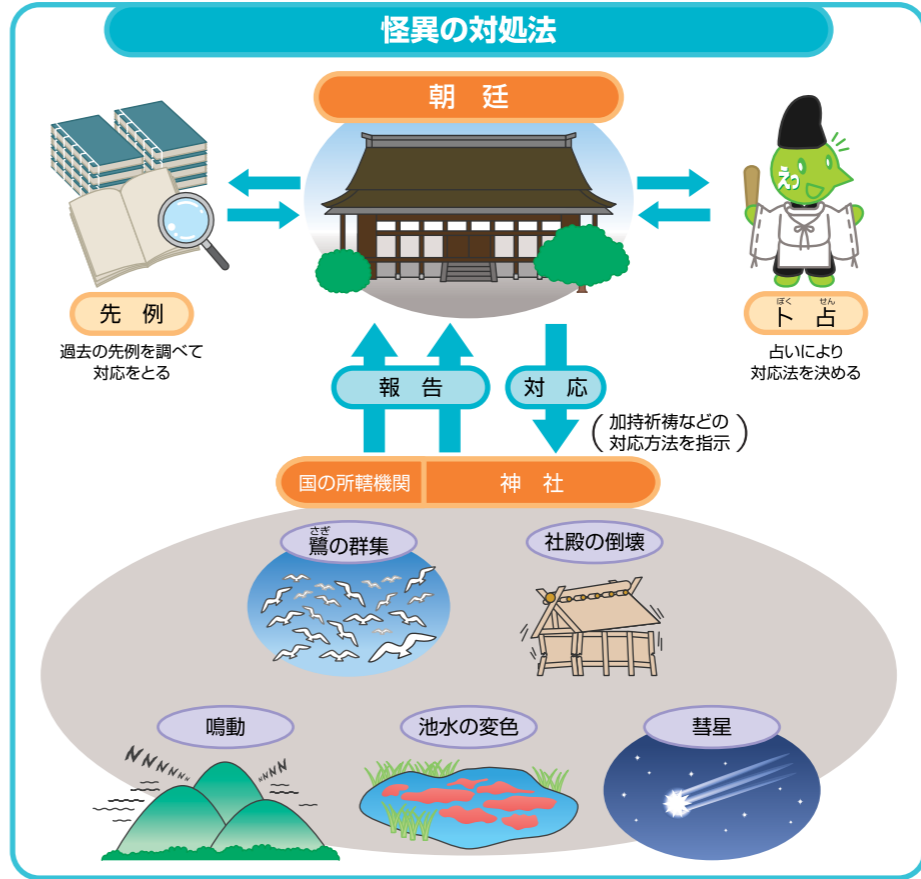 怪異の対処法
朝 廷
えっ
先 例
過去の先例を調べて
対応をとる
ぼく せん
卜 占
占いにより
対応法を決める
報 告
対 応
(加持祈祷などの
対応方法を指示)
国の所轄機関
神 社
さぎ
鷺の群集
社殿の倒壊
鳴動
池水の変色
彗星